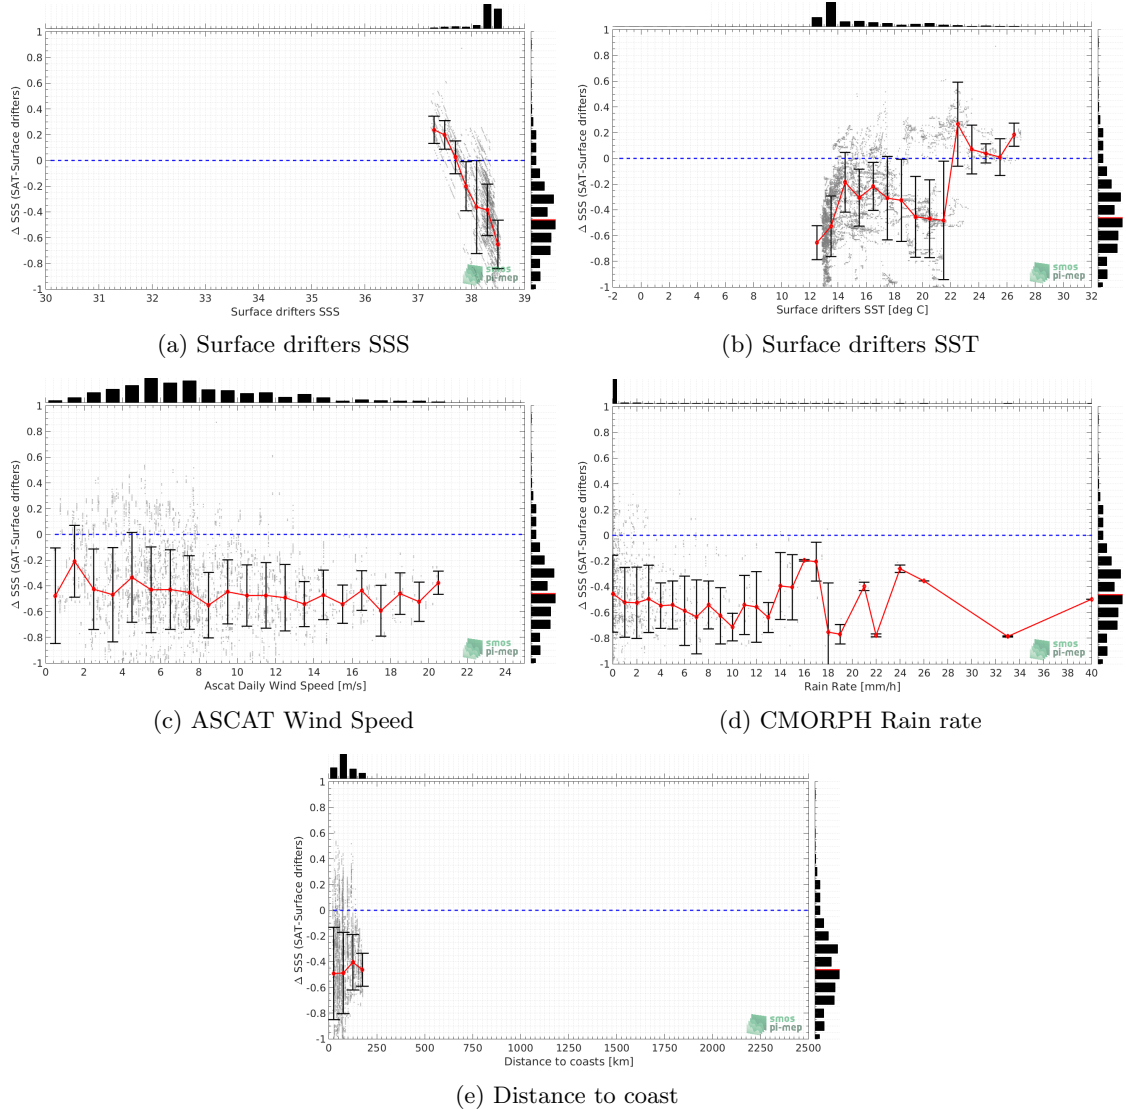 1
0.8
0.6
0.4
0.2
0
-0.2
-0.4
-0.6
-0.8
-1
Δ SSS (SAT-Surface drifters)
30 31 32 33 34 35 36 37 38 39
Surface drifters SSS
smos
pi-mep
1
0.8
0.6
0.4
0.2
0
-0.2
-0.4
-0.6
-0.8
-1
Δ SSS (SAT-Surface drifters)
-2 0 2 4 6 8 10 12 14 16 18 20 22 24 26 28 30 32
Surface drifters SST [deg C]
smos
pi-mep
(a) Surface drifters SSS
(b) Surface drifters SST
1
0.8
0.6
0.4
0.2
0
-0.2
-0.4
-0.6
-0.8
-1
Δ SSS (SAT-Surface drifters)
0 2 4 6 8 10 12 14 16 18 20 22 24
Ascat Daily Wind Speed [m/s]
smos
pi-mep
1
0.8
0.6
0.4
0.2
0
-0.2
-0.4
-0.6
-0.8
-1
Δ SSS (SAT-Surface drifters)
0 2 4 6 8 10 12 14 16 18 20 22 24 26 28 30 32 34 36 38 40
Rain Rate [mm/h]
smos
pi-mep
(c) ASCAT Wind Speed
(d) CMORPH Rain rate
1
0.8
0.6
0.4
0.2
0
-0.2
-0.4
-0.6
-0.8
-1
Δ SSS (SAT-Surface drifters)
0 250 500 750 1000 1250 1500 1750 2000 2250 2500
Distance to coasts [km]
smos
pi-mep
(e) Distance to coast